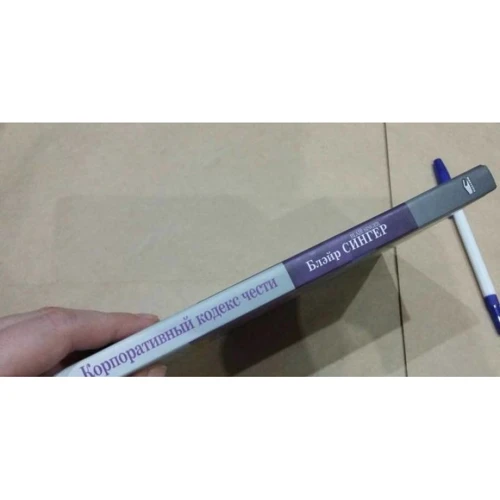 Корпоративный кодекс чести
Блэйр СИНГЕР